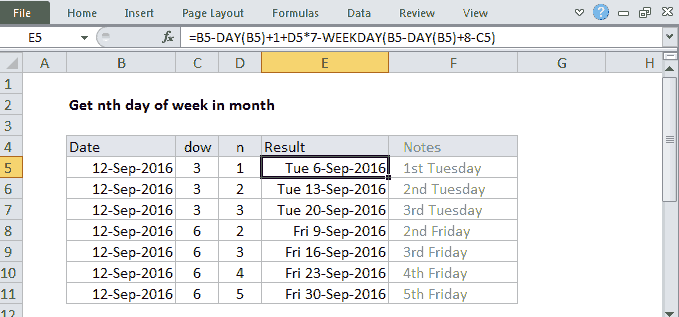 File Home Insert Page Layout Formulas Data Review View
E5 fx =B5-DAY(B5)+1+D5*7-WEEKDAY(B5-DAY(B5)+8-C5)
A B C D E F G H
1
2 Get nth day of week in month
3
4 Date dow n Result Notes
5 12-Sep-2016 3 1 Tue 6-Sep-2016 1st Tuesday
6 12-Sep-2016 3 2 Tue 13-Sep-2016 2nd Tuesday
7 12-Sep-2016 3 3 Tue 20-Sep-2016 3rd Tuesday
8 12-Sep-2016 6 2 Fri 9-Sep-2016 2nd Friday
9 12-Sep-2016 6 3 Fri 16-Sep-2016 3rd Friday
10 12-Sep-2016 6 4 Fri 23-Sep-2016 4th Friday
11 12-Sep-2016 6 5 Fri 30-Sep-2016 5th Friday
12